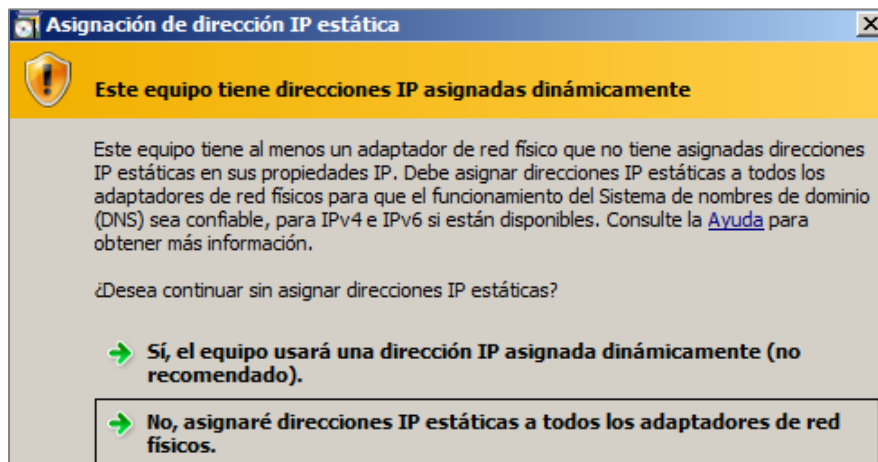 Asignación de dirección IP estática
Este equipo tiene direcciones IP asignadas dinámicamente
Este equipo tiene al menos un adaptador de red físico que no tiene asignadas direcciones
IP estáticas en sus propiedades IP. Debe asignar direcciones IP estáticas a todos los
adaptadores de red físicos para que el funcionamiento del Sistema de nombres de dominio
(DNS) sea confiable, para IPv4 e IPv6 si están disponibles. Consulte la Ayuda para
obtener más información.
¿Desea continuar sin asignar direcciones IP estáticas?
Sí, el equipo usará una dirección IP asignada dinámicamente (no
recomendado).
No, asignaré direcciones IP estáticas a todos los adaptadores de red
físicos.